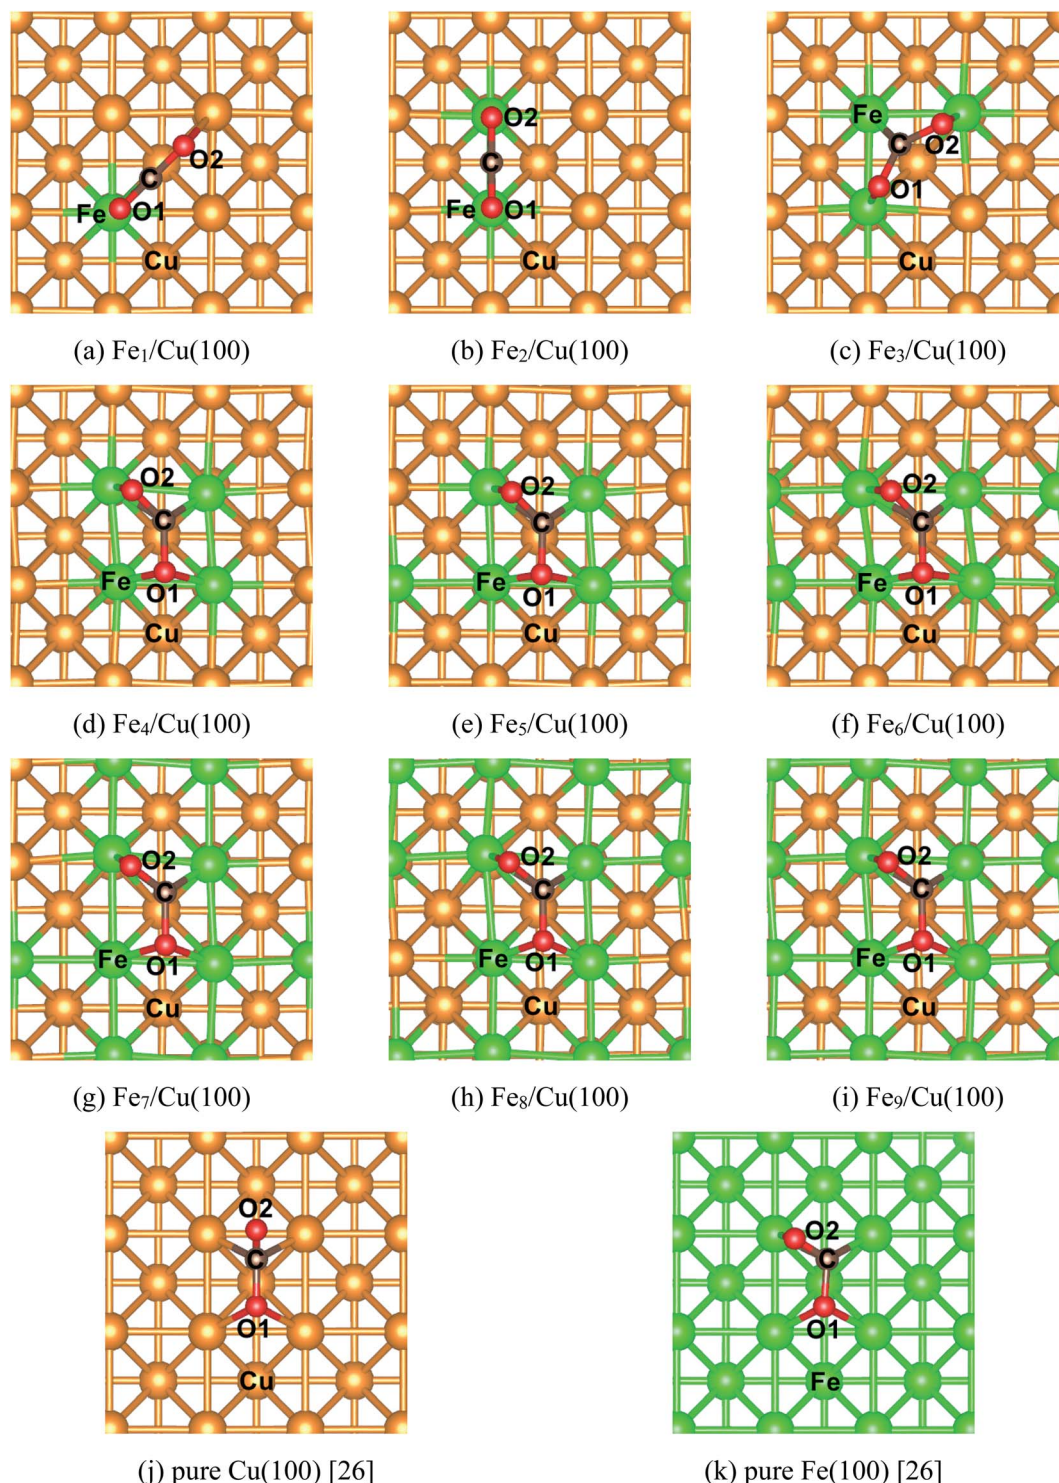 O2
C
Fe O1
Cu
O2
C
Fe O1
Cu
Fe
C O2
O1
Cu
(a) Fe₁/Cu(100)
(b) Fe₂/Cu(100)
(c) Fe₃/Cu(100)
O2
C
Fe O1
Cu
O2
C
Fe O1
Cu
O2
C
Fe O1
Cu
(d) Fe₄/Cu(100)
(e) Fe₅/Cu(100)
(f) Fe₆/Cu(100)
O2
C
Fe O1
Cu
O2
C
Fe O1
Cu
O2
C
Fe O1
Cu
(g) Fe₇/Cu(100)
(h) Fe₈/Cu(100)
(i) Fe₉/Cu(100)
O2
C
O1
Cu
O2
C
O1
Fe
(j) pure Cu(100) [26]
(k) pure Fe(100) [26]